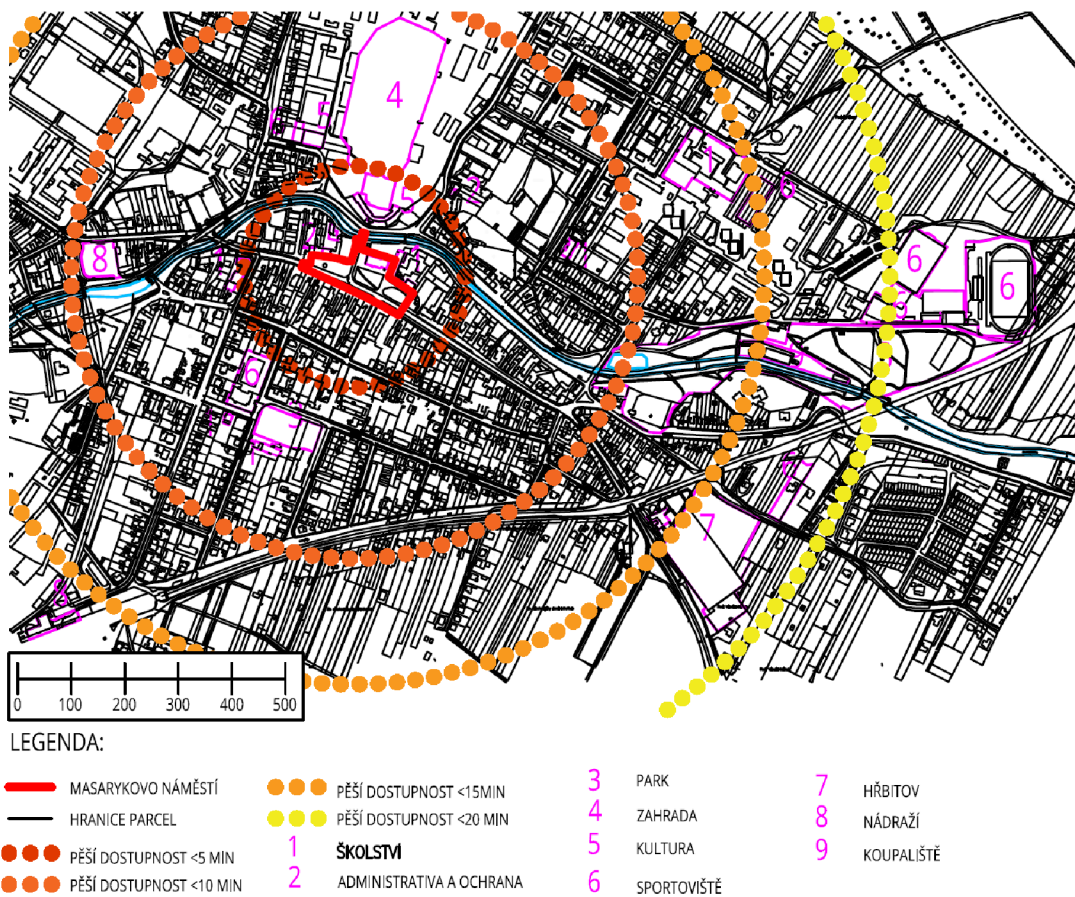 5
4
1
2
6
5
8
6
6
6
7
8
0 100 200 300 400 500
LEGENDA:
MASARYKOVO NÁMĚSTÍ
HRANICE PARCEL
PĚŠÍ DOSTUPNOST <5 MIN
PĚŠÍ DOSTUPNOST <10 MIN
PĚŠÍ DOSTUPNOST <15MIN
PĚŠÍ DOSTUPNOST <20 MIN
1 ŠKOLSTVÍ
2 ADMINISTRATIVA A OCHRANA
3 PARK
4 ZAHRADA
5 KULTURA
6 SPORTOVIŠTĚ
7 HŘBITOV
8 NÁDRAŽÍ
9 KOUPALIŠTĚ